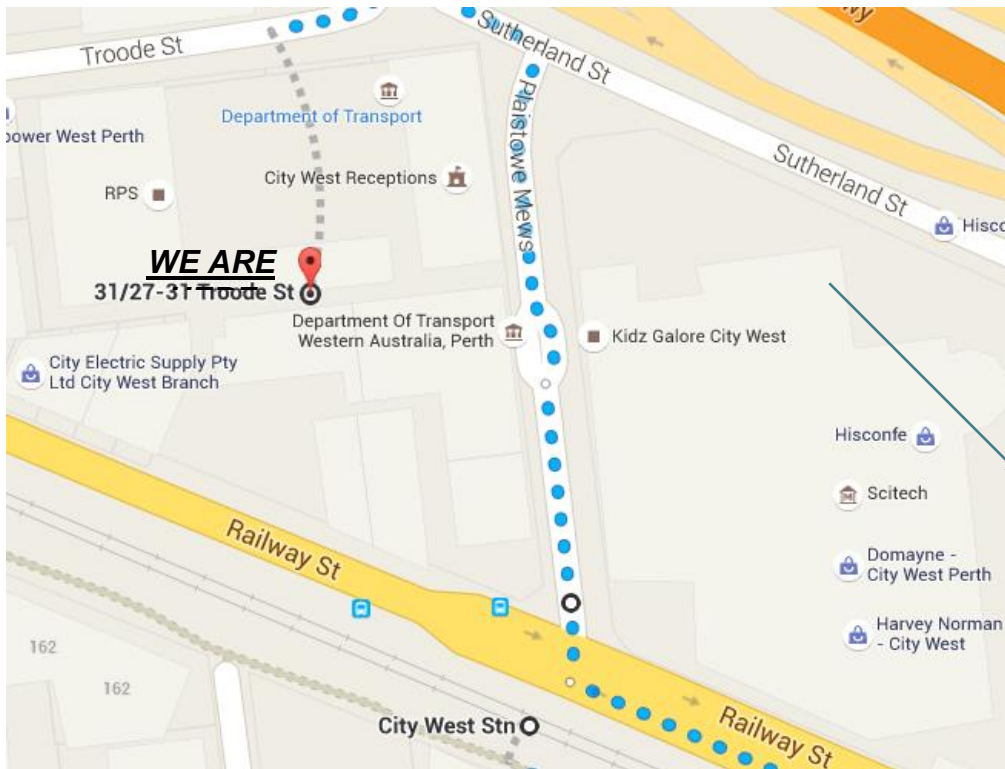 wy
Troode St
Sutherland St
Department of Transport
power West Perth
Plaistowe Mews
Sutherland St
City West Receptions
RPS
Hisco
WE ARE
31/27-31 Troode St
Department Of Transport
Western Australia, Perth
Kidz Galore City West
City Electric Supply Pty
Ltd City West Branch
Hisconfe
Scitech
Railway St
Domayne -
City West Perth
Harvey Norman
- City West
162
162
City West Stn
Railway St